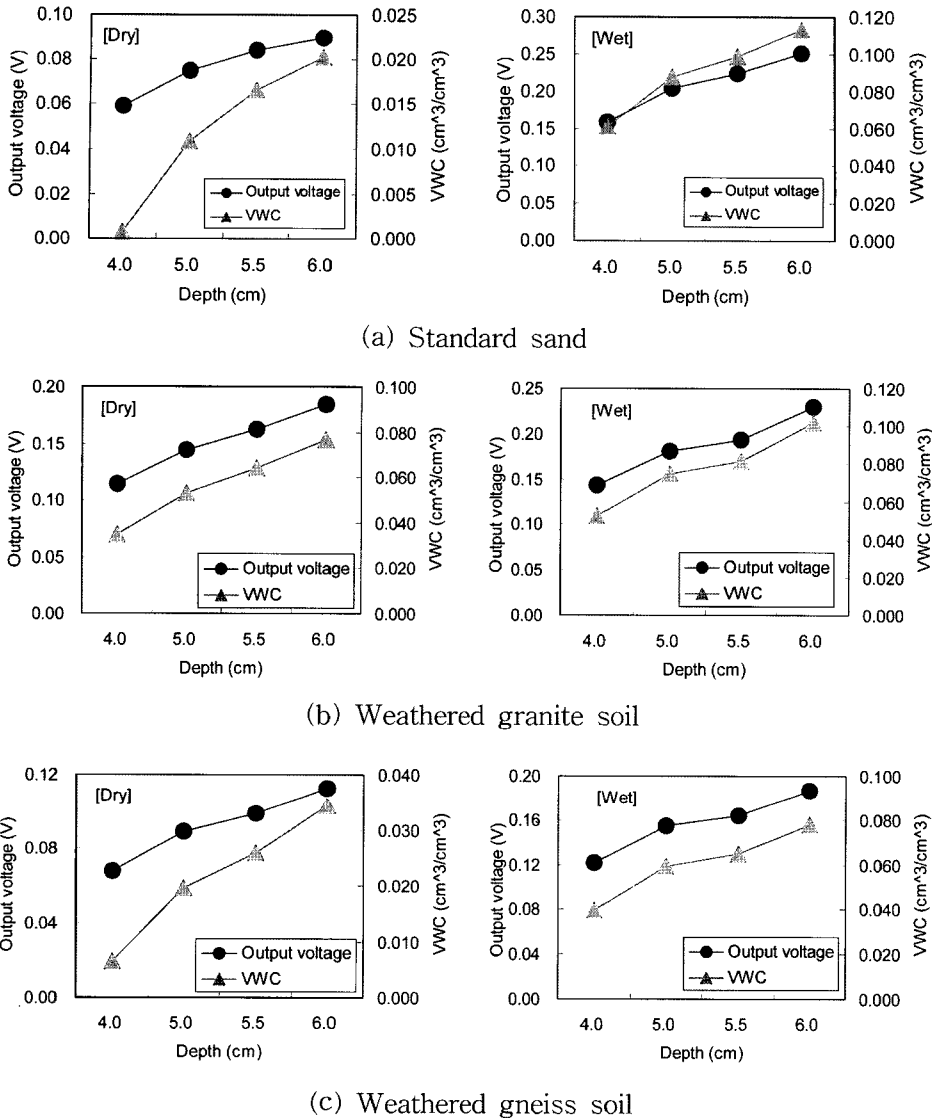 [Dry]
Output voltage (V)
0.10
0.08
0.06
0.04
0.02
0.00
VWC (cm^3/cm^3)
0.025
0.020
0.015
0.010
0.005
0.000
Output voltage
VWC
4.0 5.0 5.5 6.0
Depth (cm)
[Wet]
Output voltage (V)
0.30
0.25
0.20
0.15
0.10
0.05
0.00
VWC (cm^3/cm^3)
0.120
0.100
0.080
0.060
0.040
0.020
0.000
Output voltage
VWC
4.0 5.0 5.5 6.0
Depth (cm)
(a) Standard sand
[Dry]
Output voltage (V)
0.20
0.15
0.10
0.05
0.00
VWC (cm^3/cm^3)
0.100
0.080
0.060
0.040
0.020
0.000
Output voltage
VWC
4.0 5.0 5.5 6.0
Depth (cm)
[Wet]
Output voltage (V)
0.25
0.20
0.15
0.10
0.05
0.00
VWC (cm^3/cm^3)
0.120
0.100
0.080
0.060
0.040
0.020
0.000
Output voltage
VWC
4.0 5.0 5.5 6.0
Depth (cm)
(b) Weathered granite soil
[Dry]
Output voltage (V)
0.12
0.08
0.04
0.00
VWC (cm^3/cm^3)
0.040
0.030
0.020
0.010
0.000
Output voltage
VWC
4.0 5.0 5.5 6.0
Depth (cm)
[Wet]
Output voltage (V)
0.20
0.16
0.12
0.08
0.04
0.00
VWC (cm^3/cm^3)
0.100
0.080
0.060
0.040
0.020
0.000
Output voltage
VWC
4.0 5.0 5.5 6.0
Depth (cm)
(c) Weathered gneiss soil